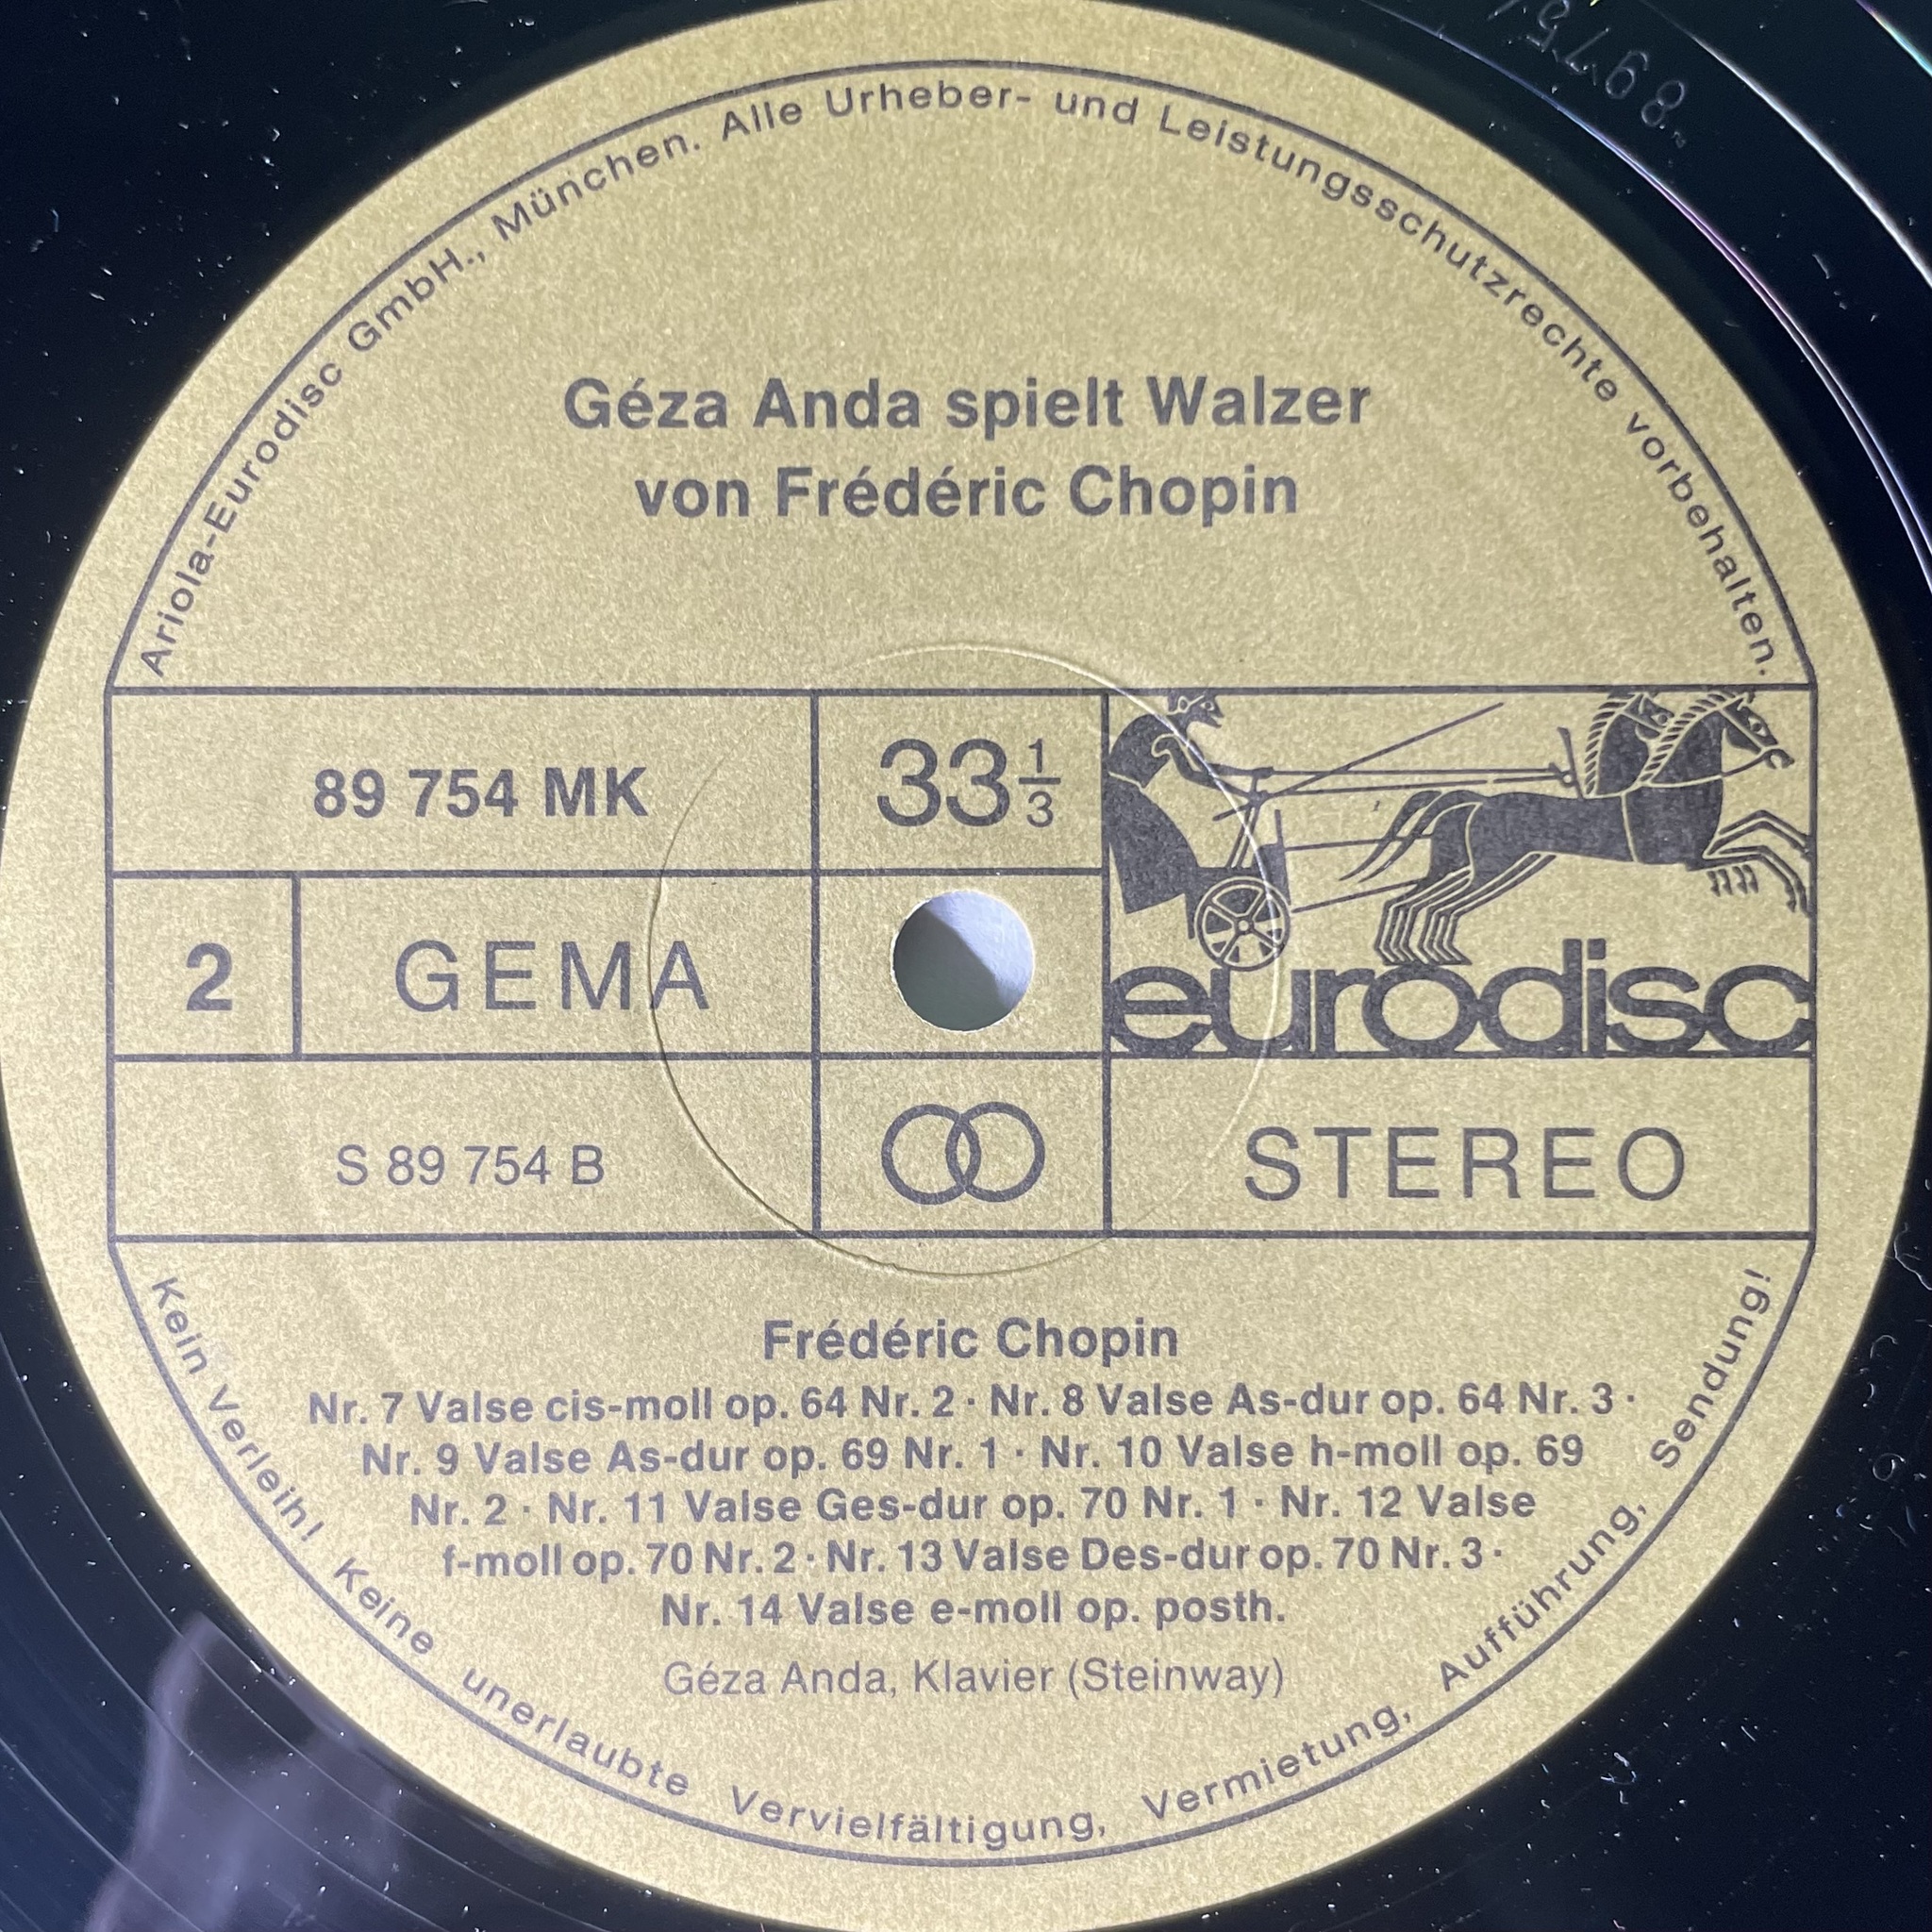 Ariola-Eurodisc GmbH., München. Alle Urheber- und Leistungsschutzrechte vorbehalten.
Géza Anda spielt Walzer
von Frédéric Chopin
89 754 MK
33 1/3
2
GEMA
eurodisc
S 89 754 B
STEREO
Frédéric Chopin
Nr. 7 Valse cis-moll op. 64 Nr. 2 · Nr. 8 Valse As-dur op. 64 Nr. 3 ·
Nr. 9 Valse As-dur op. 69 Nr. 1 · Nr. 10 Valse h-moll op. 69
Nr. 2 · Nr. 11 Valse Ges-dur op. 70 Nr. 1 · Nr. 12 Valse
f-moll op. 70 Nr. 2 · Nr. 13 Valse Des-dur op. 70 Nr. 3 ·
Nr. 14 Valse e-moll op. posth.
Géza Anda, Klavier (Steinway)
Kein Verleih! Keine unerlaubte Vervielfältigung, Vermietung, Aufführung, Sendung!